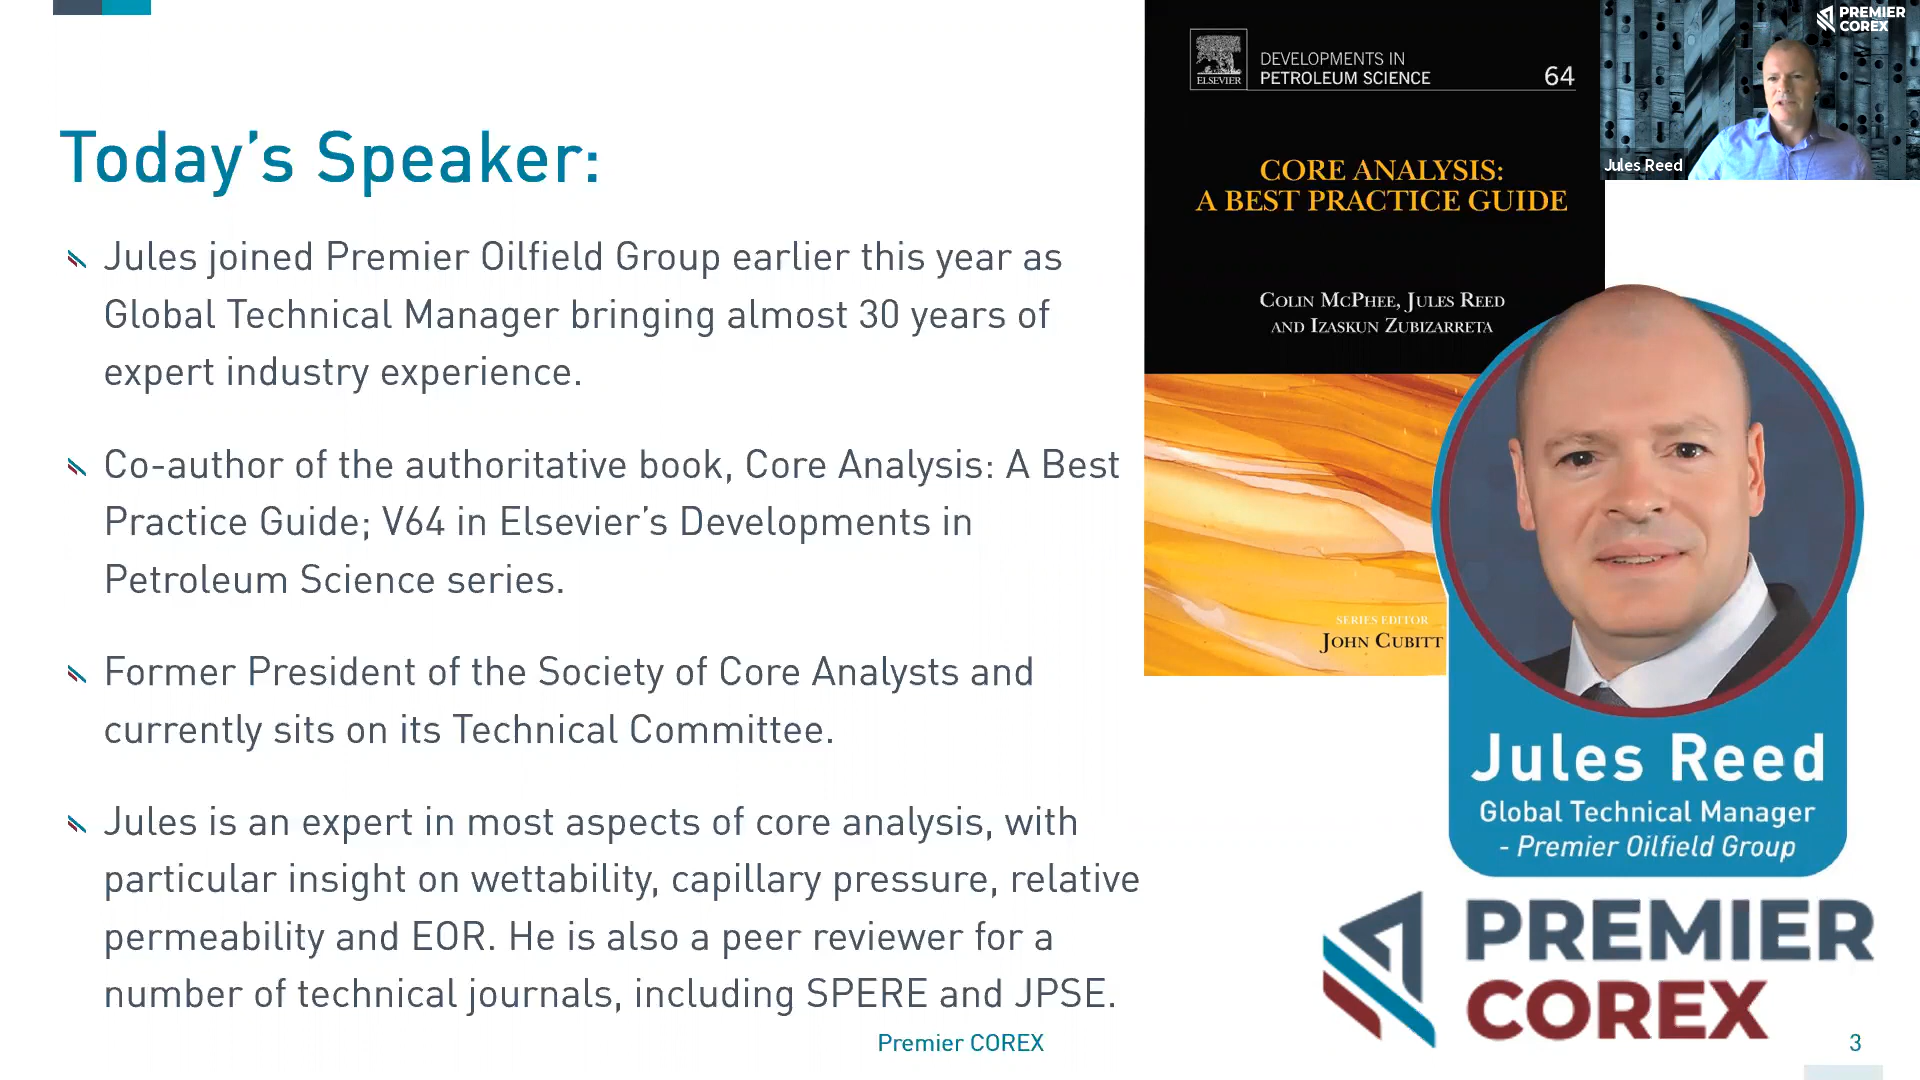 Today's Speaker:
Jules joined Premier Oilfield Group earlier this year as
Global Technical Manager bringing almost 30 years of
expert industry experience.
Co-author of the authoritative book, Core Analysis: A Best
Practice Guide; V64 in Elsevier's Developments in
Petroleum Science series.
Former President of the Society of Core Analysts and
currently sits on its Technical Committee.
Jules is an expert in most aspects of core analysis, with
particular insight on wettability, capillary pressure, relative
permeability and EOR. He is also a peer reviewer for a
number of technical journals, including SPERE and JPSE.
ELSEVIER
DEVELOPMENTS IN
PETROLEUM SCIENCE
64
CORE ANALYSIS:
A BEST PRACTICE GUIDE
COLIN MCPHEE, JULES REED
AND IZASKUN ZUBIZARRETA
SERIES EDITOR
JOHN CUBITT
PREMIER
COREX
Jules Reed
Jules Reed
Global Technical Manager
- Premier Oilfield Group
PREMIER
COREX
Premier COREX
3